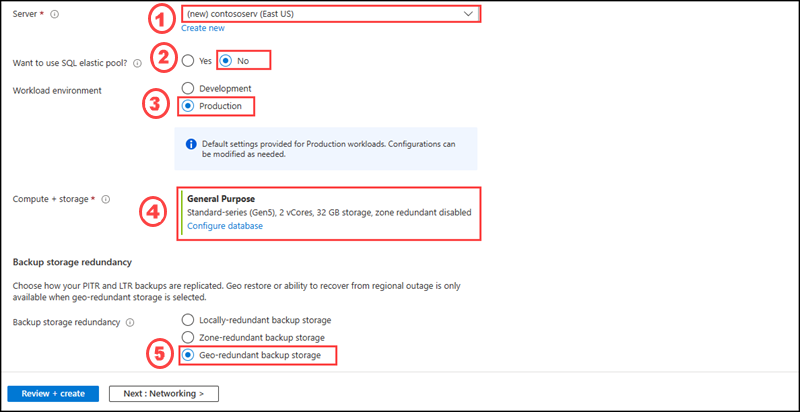 Server *
1
(new) contososerv (East US)
Create new
Want to use SQL elastic pool?
2
Yes
No
Workload environment
Development
3
Production
Default settings provided for Production workloads. Configurations can
be modified as needed.
Compute + storage *
4
General Purpose
Standard-series (Gen5), 2 vCores, 32 GB storage, zone redundant disabled
Configure database
Backup storage redundancy
Choose how your PITR and LTR backups are replicated. Geo restore or ability to recover from regional outage is only
available when geo-redundant storage is selected.
Backup storage redundancy
Locally-redundant backup storage
Zone-redundant backup storage
5
Geo-redundant backup storage
Review + create
Next : Networking >